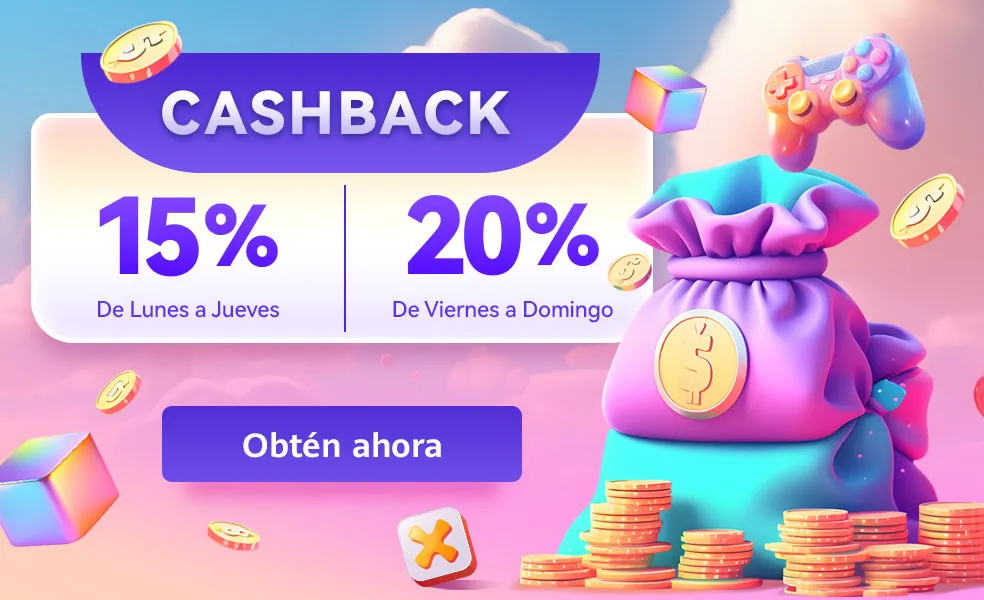 CASHBACK
15%
De Lunes a Jueves
20%
De Viernes a Domingo
Obtén ahora